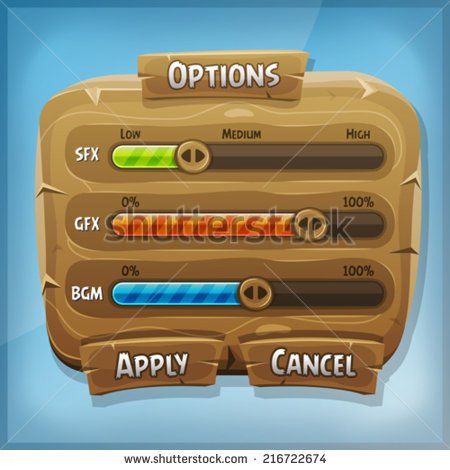 OPTIONS
LOW MEDIUM HIGH
SFX
0% 100%
GFX
shutterstock
0% 100%
BGM
APPLY CANCEL
www.shutterstock.com · 216722674